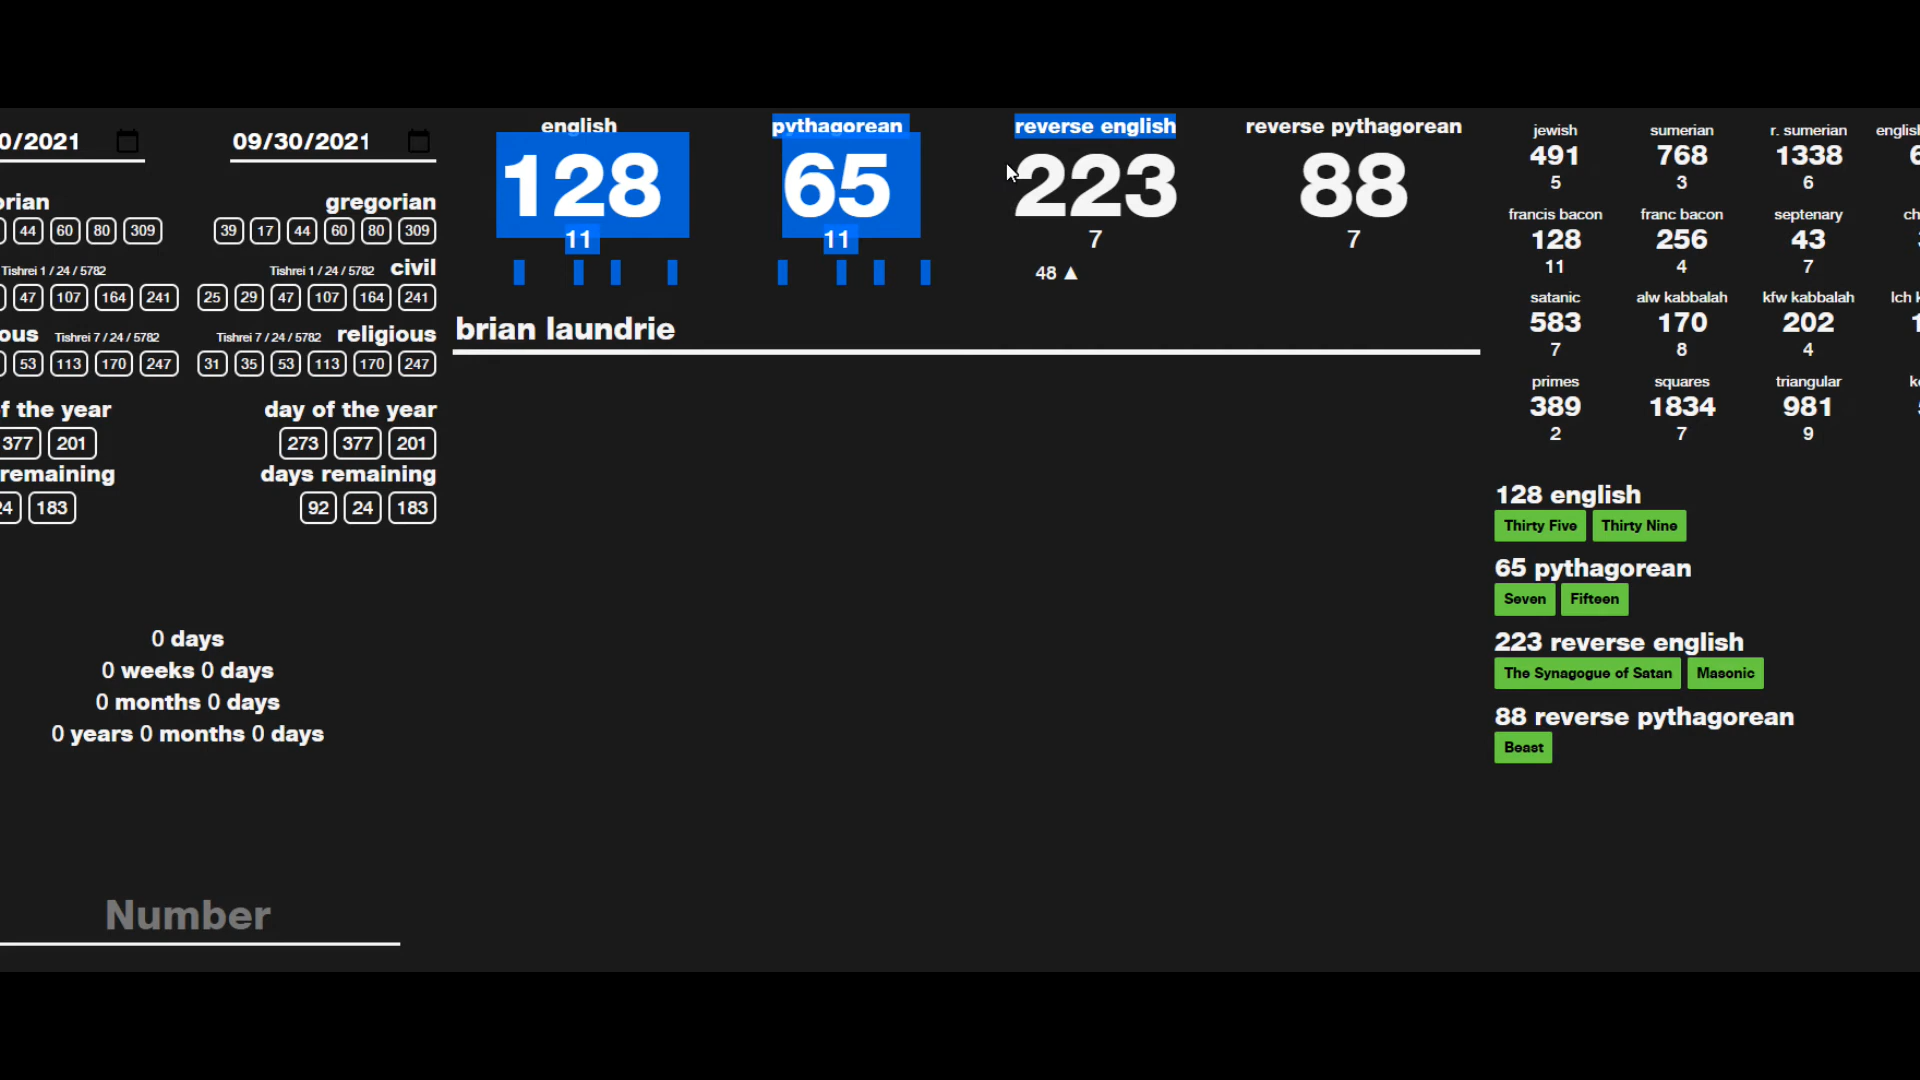 0/2021
09/30/2021
orian
44 60 80 309
gregorian
39 17 44 60 80 309
Tishrei 1 / 24 / 5782
Tishrei 1 / 24 / 5782 civil
47 107 164 241
25 29 47 107 164 241
ous Tishrei 7 / 24 / 5782
Tishrei 7 / 24 / 5782 religious
53 113 170 247
31 35 53 113 170 247
f the year
day of the year
377 201
273 377 201
remaining
days remaining
24 183
92 24 183
0 days
0 weeks 0 days
0 months 0 days
0 years 0 months 0 days
Number
english pythagorean reverse english reverse pythagorean
128 65 223 88
11 11 7 7
48 ▲
brian laundrie
jewish sumerian r. sumerian english
491 768 1338 6
5 3 6
francis bacon franc bacon septenary ch
128 256 43
11 4 7
satanic alw kabbalah kfw kabbalah lch k
583 170 202 1
7 8 4
primes squares triangular
389 1834 981
2 7 9
128 english
Thirty Five Thirty Nine
65 pythagorean
Seven Fifteen
223 reverse english
The Synagogue of Satan Masonic
88 reverse pythagorean
Beast